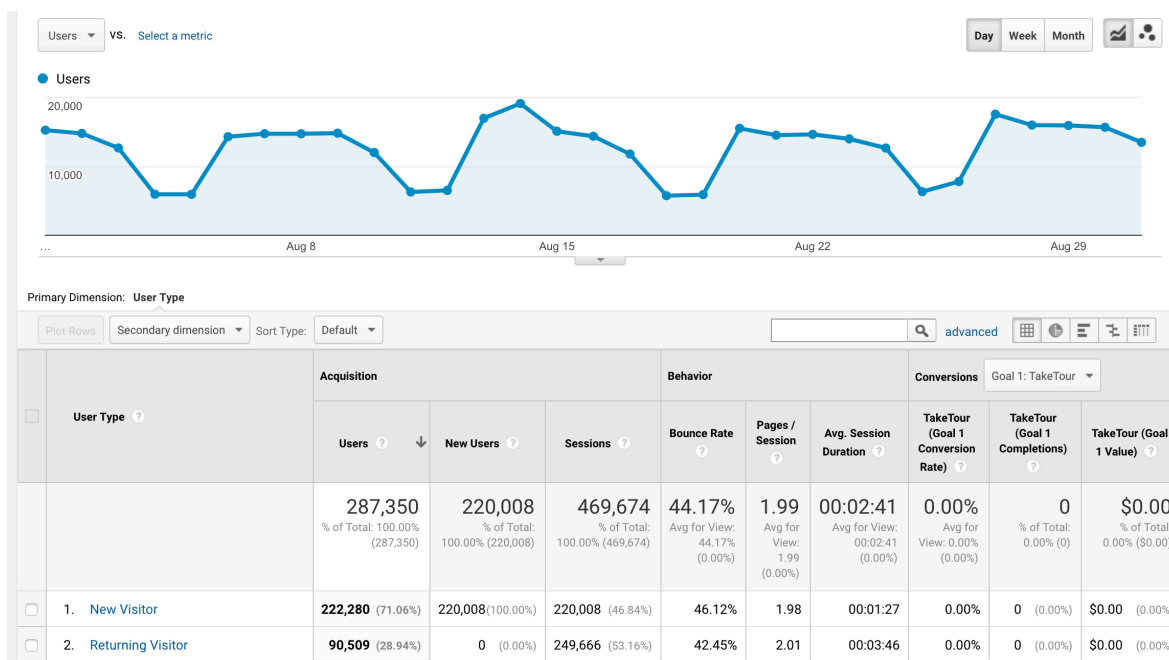 Users vs. Select a metric Day Week Month
Users
20,000
10,000
... Aug 8 Aug 15 Aug 22 Aug 29
Primary Dimension: User Type
Plot Rows Secondary dimension Sort Type: Default advanced
Acquisition Behavior Conversions Goal 1: TakeTour
User Type ?
Users ?
New Users ?
Sessions ?
Bounce Rate
?
Pages /
Session
?
Avg. Session
Duration ?
TakeTour
(Goal 1
Conversion
Rate) ?
TakeTour
(Goal 1
Completions)
?
TakeTour (Goal
1 Value) ?
287,350
% of Total: 100.00%
(287,350)
220,008
% of Total:
100.00% (220,008)
469,674
% of Total:
100.00% (469,674)
44.17%
Avg for View:
44.17%
(0.00%)
1.99
Avg for
View:
1.99
(0.00%)
00:02:41
Avg for View:
00:02:41
(0.00%)
0.00%
Avg for
View: 0.00%
(0.00%)
0
% of Total:
0.00% (0)
$0.00
% of Total
0.00% ($0.00
1. New Visitor 222,280 (71.06%) 220,008(100.00%) 220,008 (46.84%) 46.12% 1.98 00:01:27 0.00% 0 (0.00%) $0.00 (0.00%
2. Returning Visitor 90,509 (28.94%) 0 (0.00%) 249,666 (53.16%) 42.45% 2.01 00:03:46 0.00% 0 (0.00%) $0.00 (0.00%